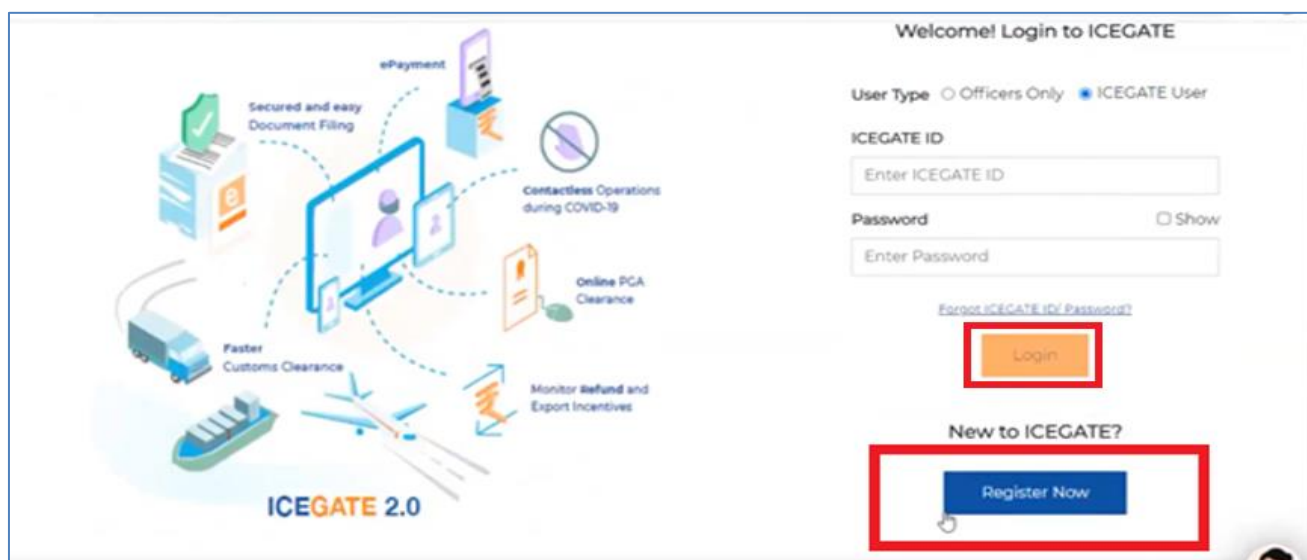 Welcome! Login to ICEGATE
User Type Officers Only ICEGATE User
ICEGATE ID
Enter ICEGATE ID
Password Show
Enter Password
Forgot ICEGATE ID/ Password?
Login
New to ICEGATE?
Register Now
ePayment
Secured and easy
Document Filing
Contactless Operations
during COVID-19
Online PGA
Clearance
Faster
Customs Clearance
Monitor Refund and
Export Incentives
ICEGATE 2.0